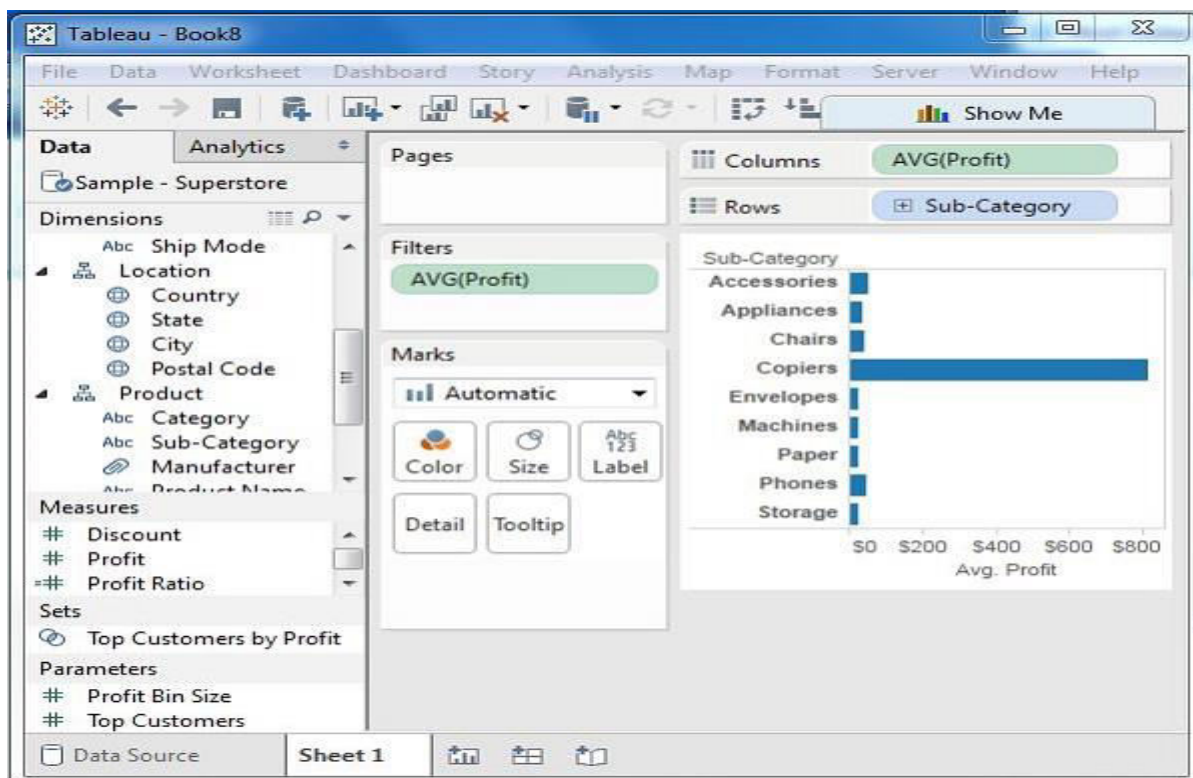 Tableau - Book8
File Data Worksheet Dashboard Story Analysis Map Format Server Window Help
Show Me
Data Analytics
Sample - Superstore
Dimensions
Abc Ship Mode
Location
Country
State
City
Postal Code
Product
Abc Category
Abc Sub-Category
Manufacturer
Abc Product Name
Measures
# Discount
# Profit
=# Profit Ratio
Sets
Top Customers by Profit
Parameters
# Profit Bin Size
# Top Customers
Pages
Filters
AVG(Profit)
Marks
Automatic
Color Size Abc 123 Label
Detail Tooltip
Columns AVG(Profit)
Rows Sub-Category
Sub-Category
Accessories
Appliances
Chairs
Copiers
Envelopes
Machines
Paper
Phones
Storage
$0 $200 $400 $600 $800
Avg. Profit
Data Source Sheet 1